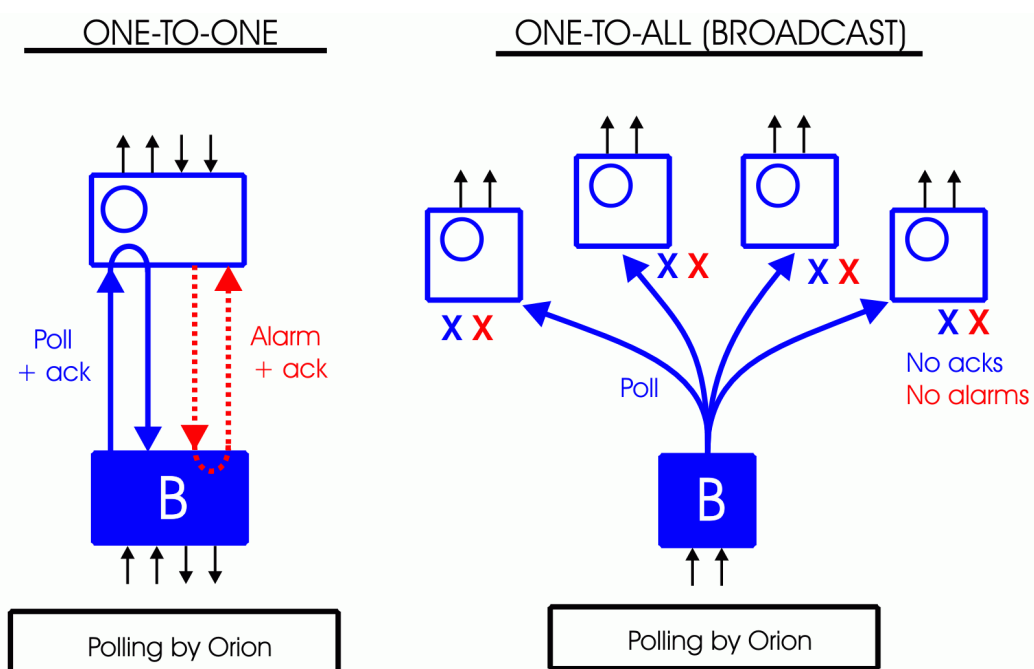 ONE-TO-ONE
Poll
+ ack
Alarm
+ ack
B
Polling by Orion
ONE-TO-ALL (BROADCAST)
X X
X X
X X
X X
Poll
No acks
No alarms
B
Polling by Orion